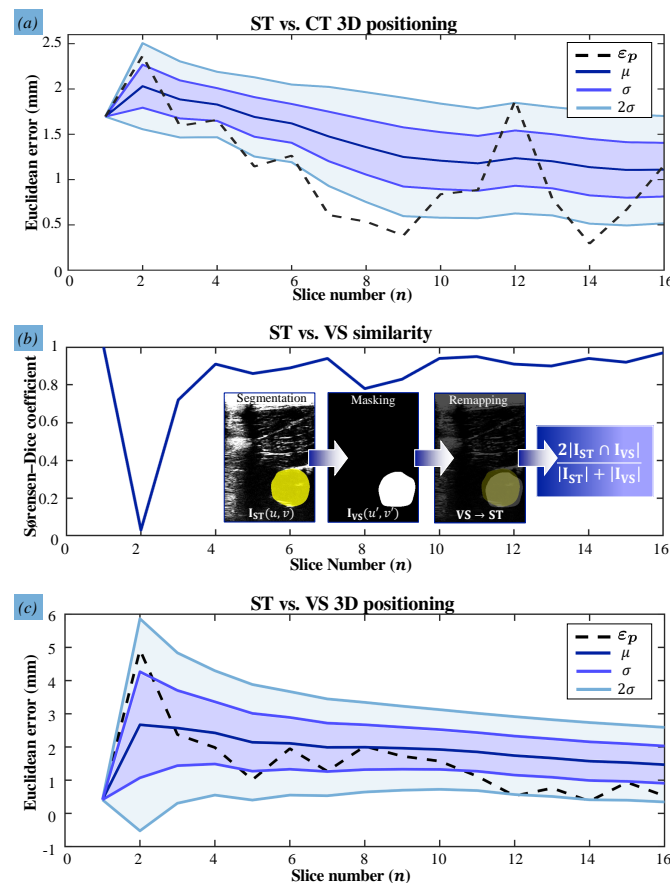 (a) ST vs. CT 3D positioning
Euclidean error (mm)
2.5
2
1.5
1
0.5
0
0 2 4 6 8 10 12 14 16
Slice number (n)
εₚ
μ
σ
2σ
(b) ST vs. VS similarity
Sørensen–Dice coefficient
1
0.8
0.6
0.4
0.2
0
Segmentation
I_ST(u, v)
Masking
I_VS(u′, v′)
Remapping
VS → ST
2|I_ST ∩ I_VS|
|I_ST| + |I_VS|
0 2 4 6 8 10 12 14 16
Slice Number (n)
(c) ST vs. VS 3D positioning
Euclidean error (mm)
6
5
4
3
2
1
0
-1
0 2 4 6 8 10 12 14 16
Slice number (n)
εₚ
μ
σ
2σ